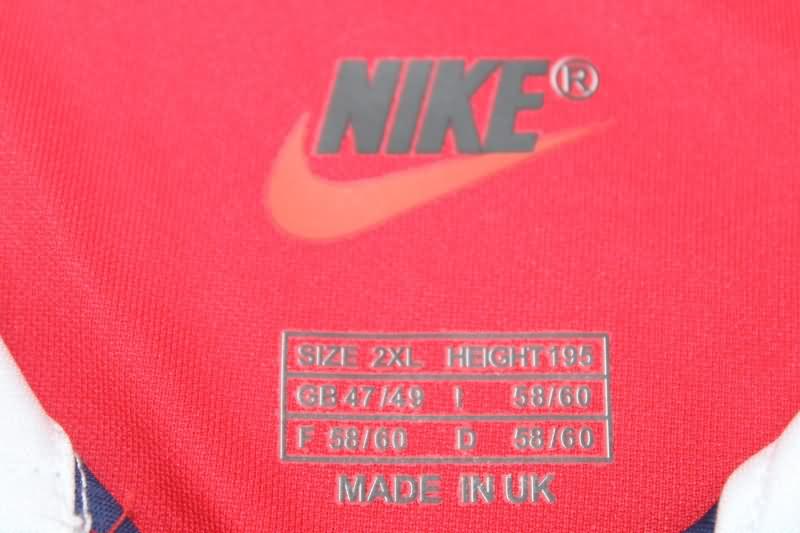 NIKE®
SIZE 2XL HEIGHT 195
GB 47/49 I 58/60
F 58/60 D 58/60
MADE IN UK